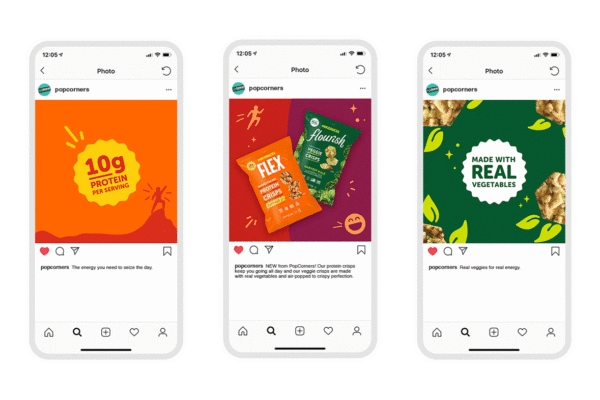 12:05
Photo
popcorners
10g
PROTEIN
PER SERVING
popcorners The energy you need to seize the day.
12:05
Photo
popcorners
POPCORNERS
FLEX
PROTEIN
CRISPS
POPCORNERS
flourish
VEGGIE
CRISPS
popcorners NEW from PopCorners! Our protein crisps
keep you going all day and our veggie crisps are made
with real vegetables and air-popped to crispy perfection.
12:05
Photo
popcorners
MADE WITH
REAL
VEGETABLES
popcorners Real veggies for real energy.